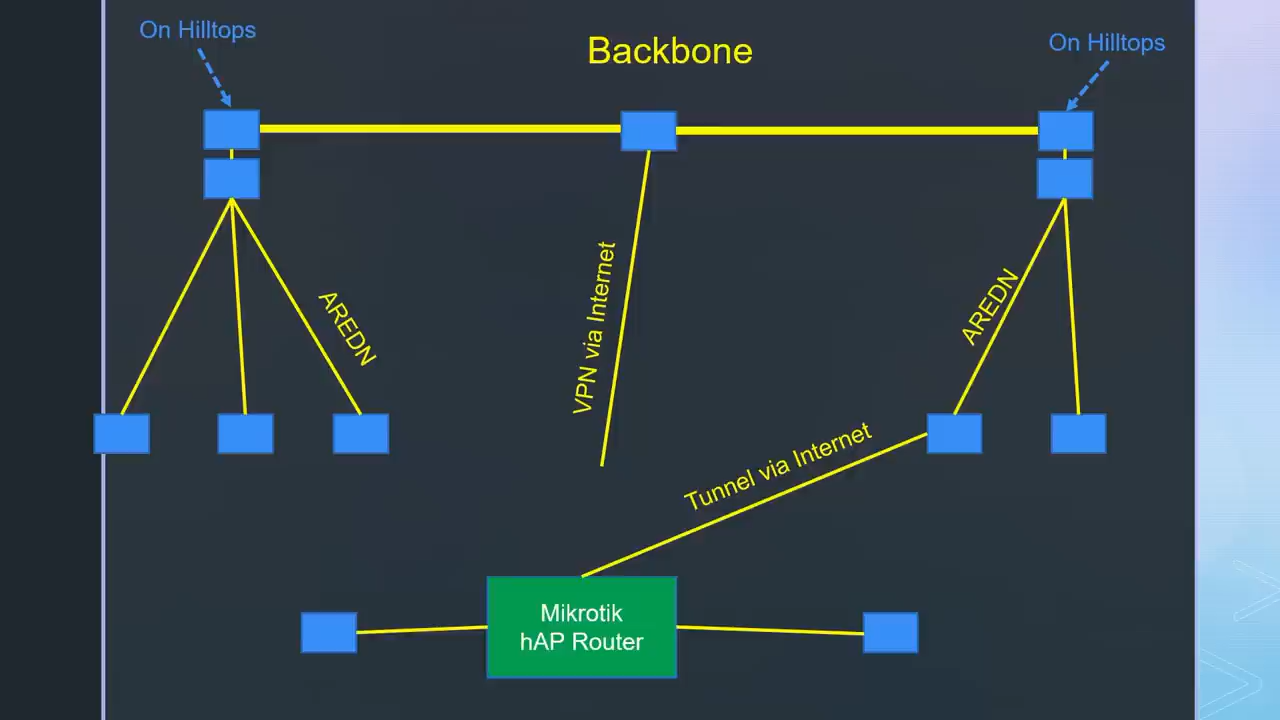 On Hilltops
Backbone
On Hilltops
AREDN
VPN via Internet
AREDN
Tunnel via Internet
Mikrotik
hAP Router